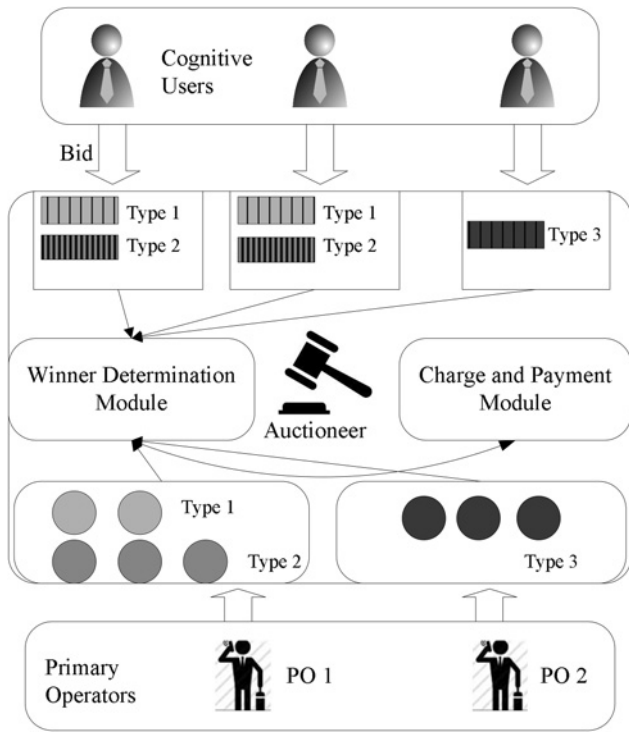 Cognitive
Users
Bid
Type 1
Type 2
Type 1
Type 2
Type 3
Winner Determination
Module
Auctioneer
Charge and Payment
Module
Type 1
Type 2
Type 3
Primary
Operators
PO 1
PO 2